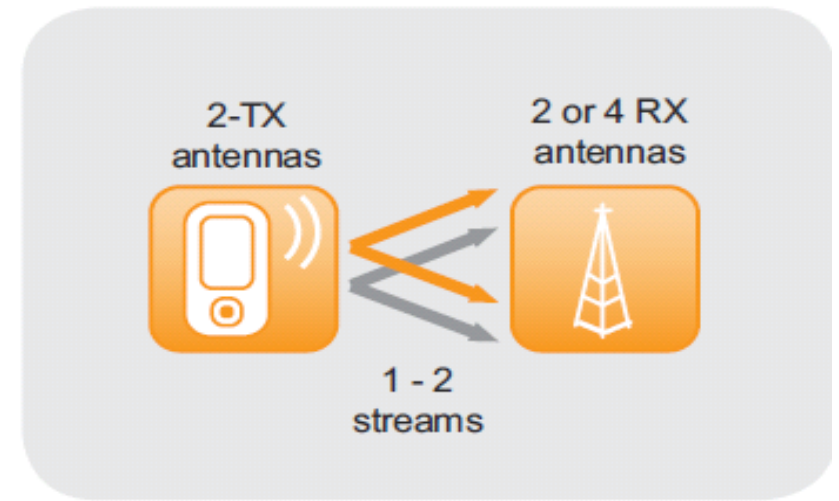 2-TX
antennas
2 or 4 RX
antennas
1 - 2
streams